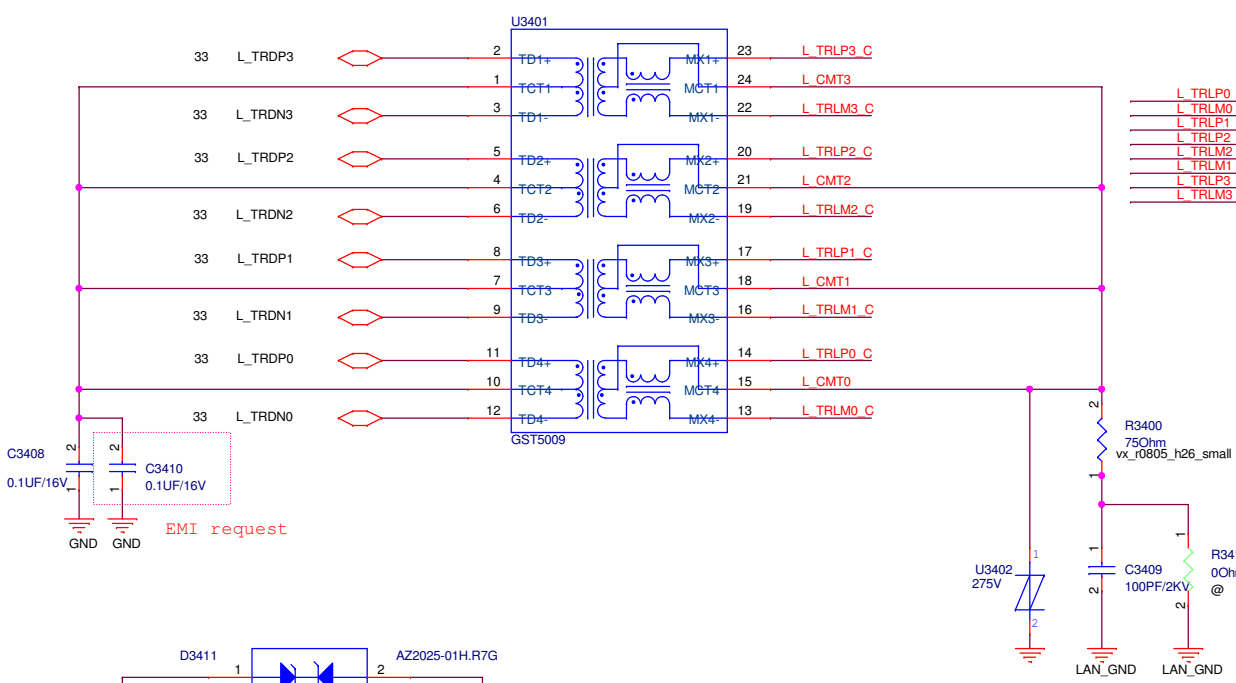 U3401
33 L_TRDP3 2 TD1+ MX1+ 23 L_TRLP3_C
1 TCT1 MCT1 24 L_CMT3
33 L_TRDN3 3 TD1- MX1- 22 L_TRLM3_C
33 L_TRDP2 5 TD2+ MX2+ 20 L_TRLP2_C
4 TCT2 MCT2 21 L_CMT2
33 L_TRDN2 6 TD2- MX2- 19 L_TRLM2_C
33 L_TRDP1 8 TD3+ MX3+ 17 L_TRLP1_C
7 TCT3 MCT3 18 L_CMT1
33 L_TRDN1 9 TD3- MX3- 16 L_TRLM1_C
33 L_TRDP0 11 TD4+ MX4+ 14 L_TRLP0_C
10 TCT4 MCT4 15 L_CMT0
33 L_TRDN0 12 TD4- MX4- 13 L_TRLM0_C
GST5009
L_TRLP0
L_TRLM0
L_TRLP1
L_TRLP2
L_TRLM2
L_TRLM1
L_TRLP3
L_TRLM3
2
R3400
75Ohm
vx_r0805_h26_small
1
C3408
0.1UF/16V
2
1
2
1
C3410
0.1UF/16V
GND
GND
EMI request
U3402
275V
1
2
1
2
C3409
100PF/2KV
1
2
R34
0Oh
@
LAN_GND
LAN_GND
D3411
1
2
AZ2025-01H.R7G